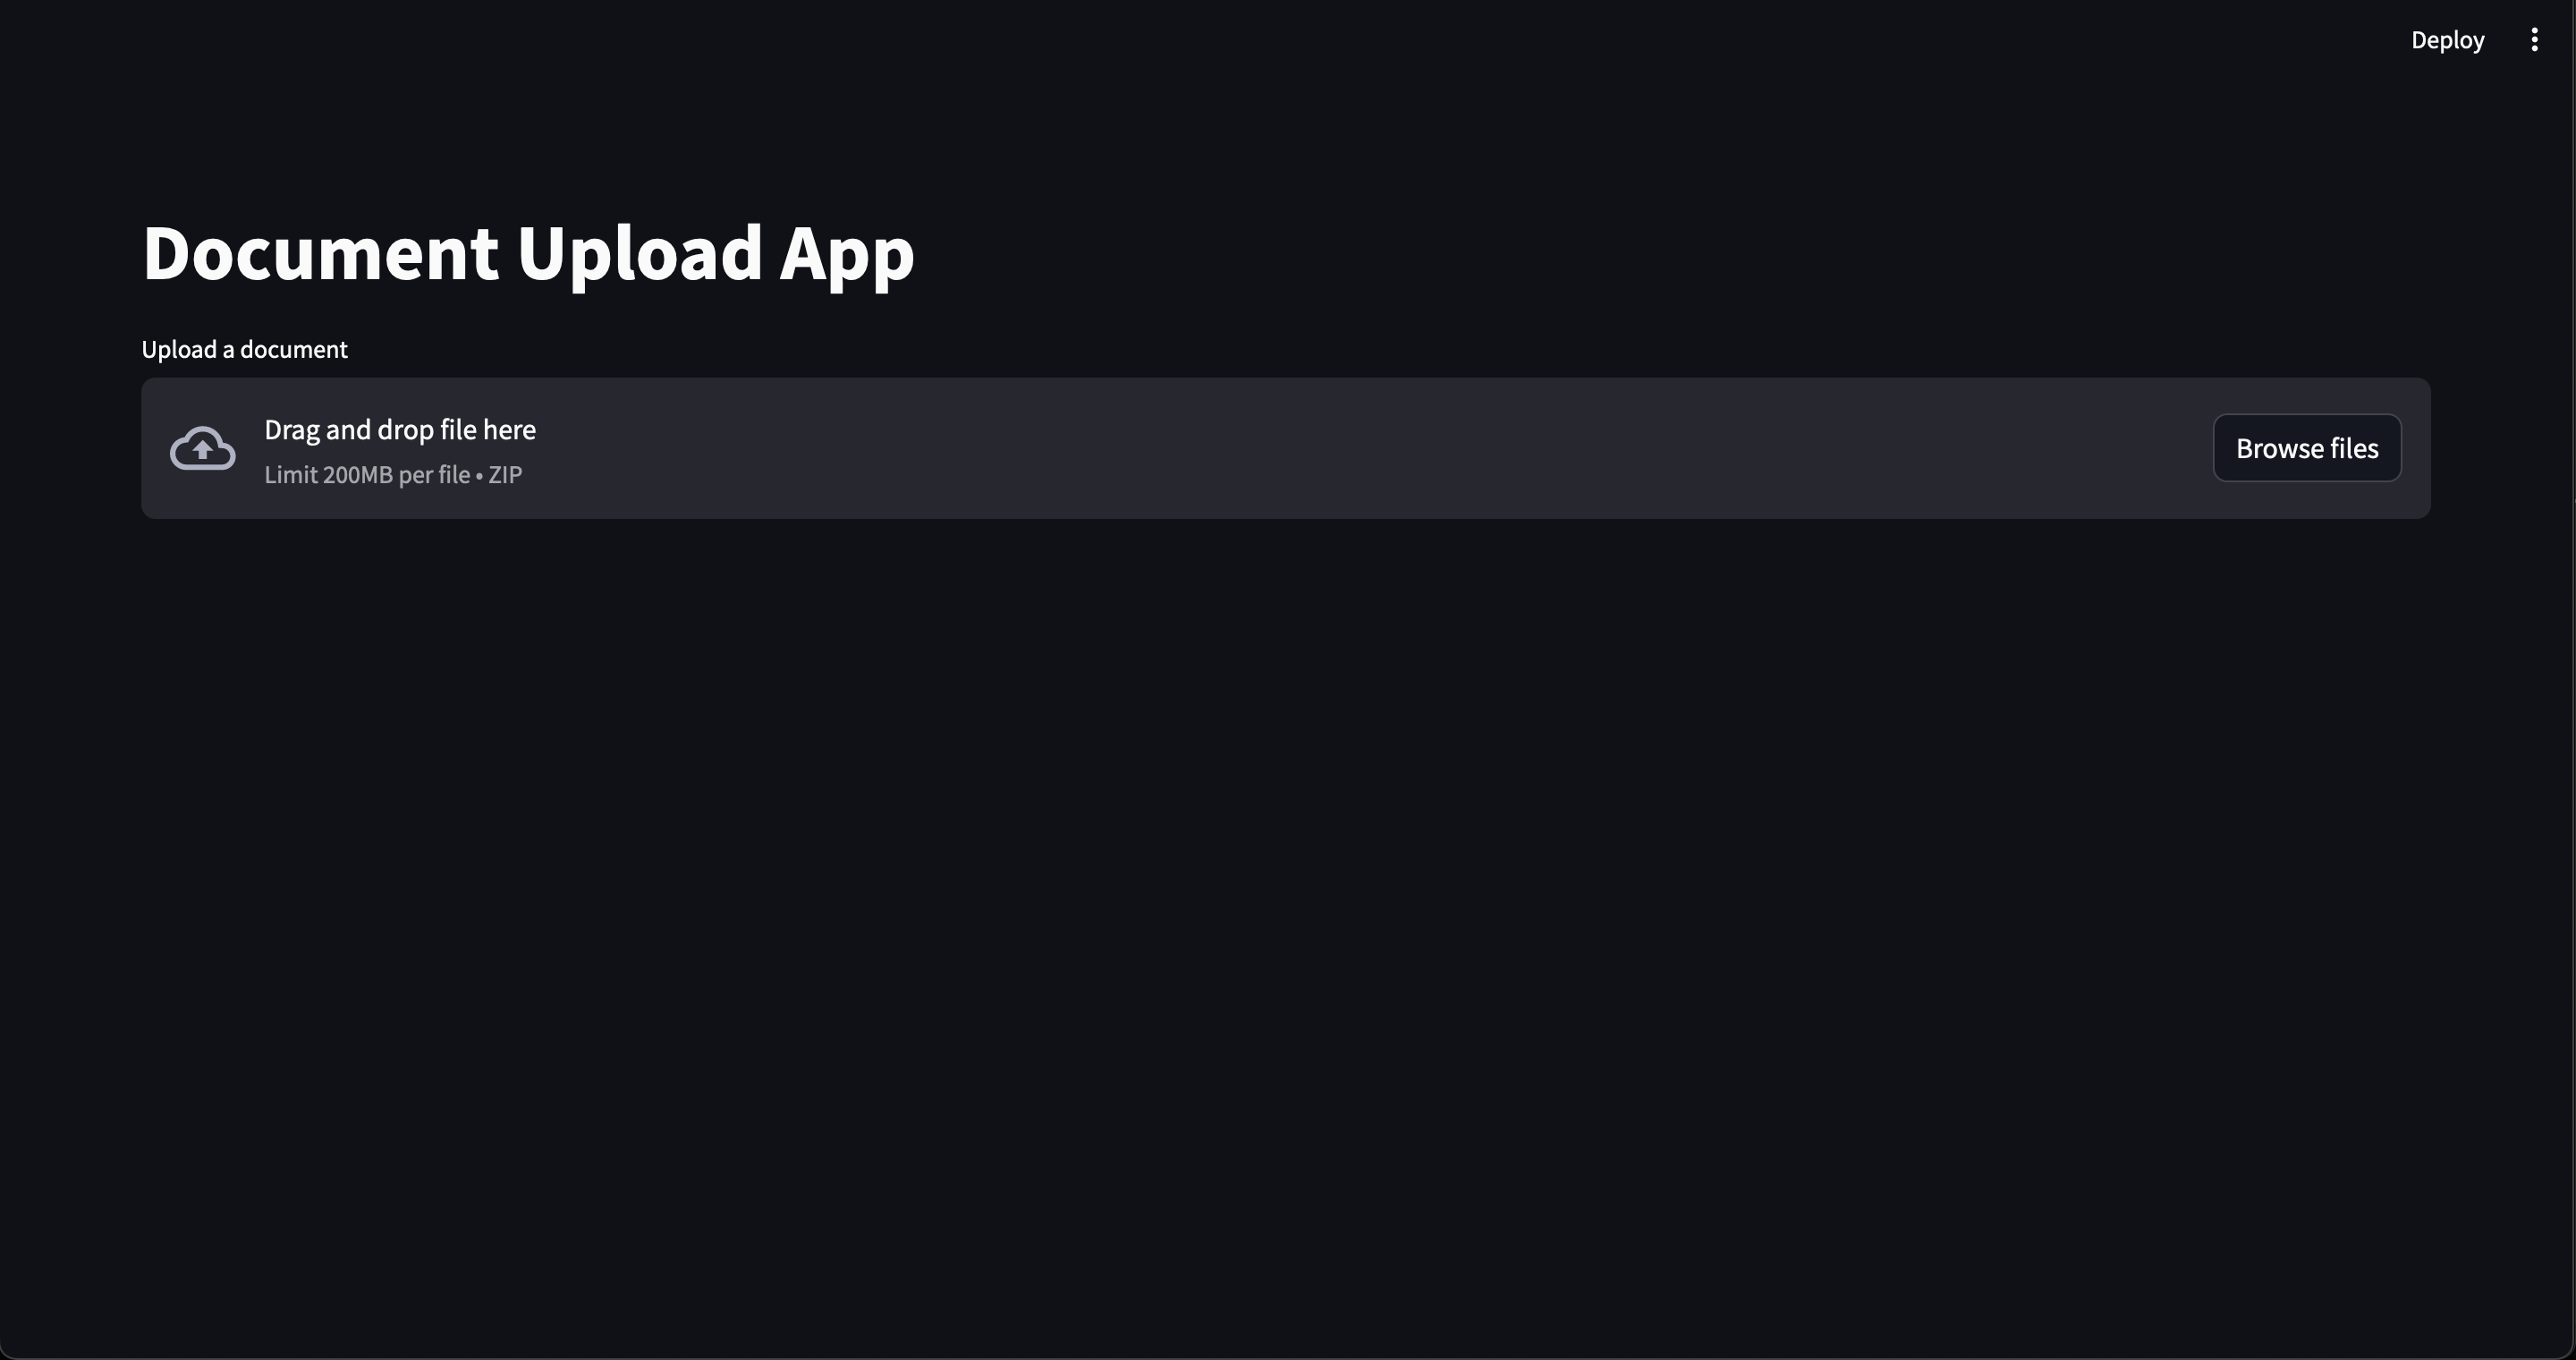 Deploy
Document Upload App
Upload a document
Drag and drop file here
Limit 200MB per file • ZIP
Browse files